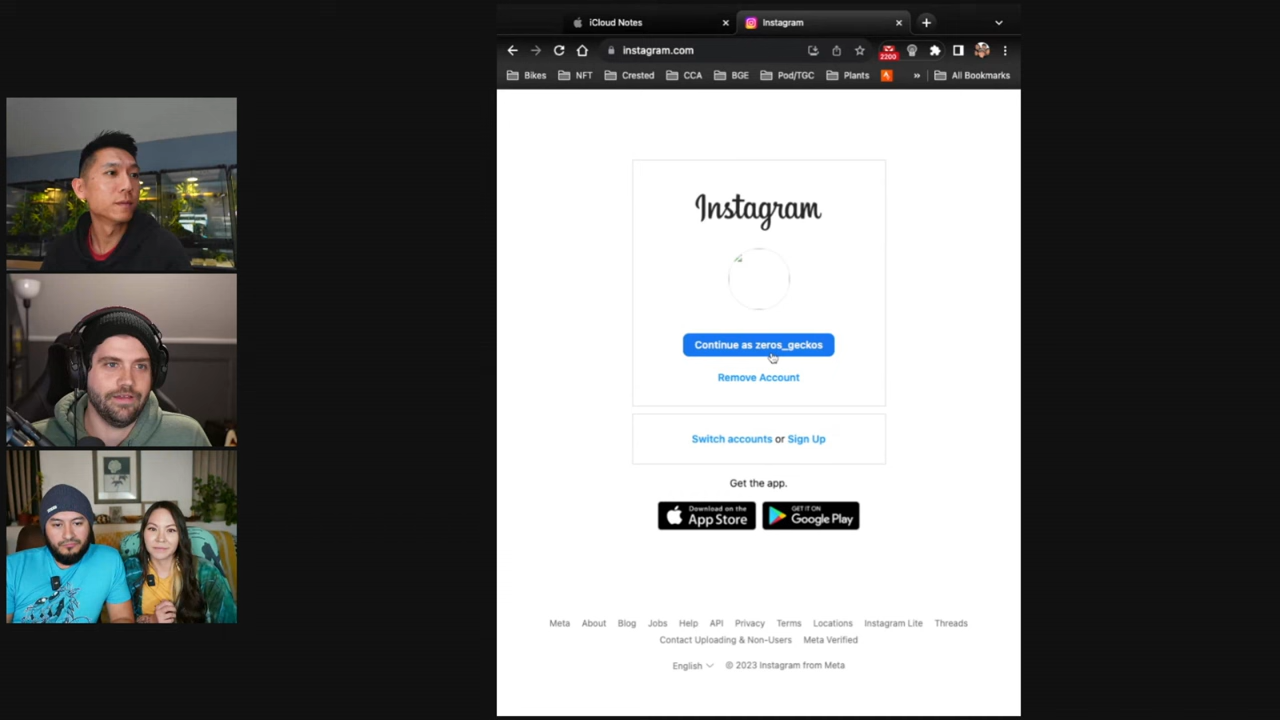 iCloud Notes
Instagram
instagram.com
2200
Bikes NFT Crested CCA BGE Pod/TGC Plants » All Bookmarks
Instagram
Continue as zeros_geckos
Remove Account
Switch accounts or Sign Up
Get the app.
Download on the
App Store
GET IT ON
Google Play
Meta About Blog Jobs Help API Privacy Terms Locations Instagram Lite Threads
Contact Uploading & Non-Users Meta Verified
English © 2023 Instagram from Meta